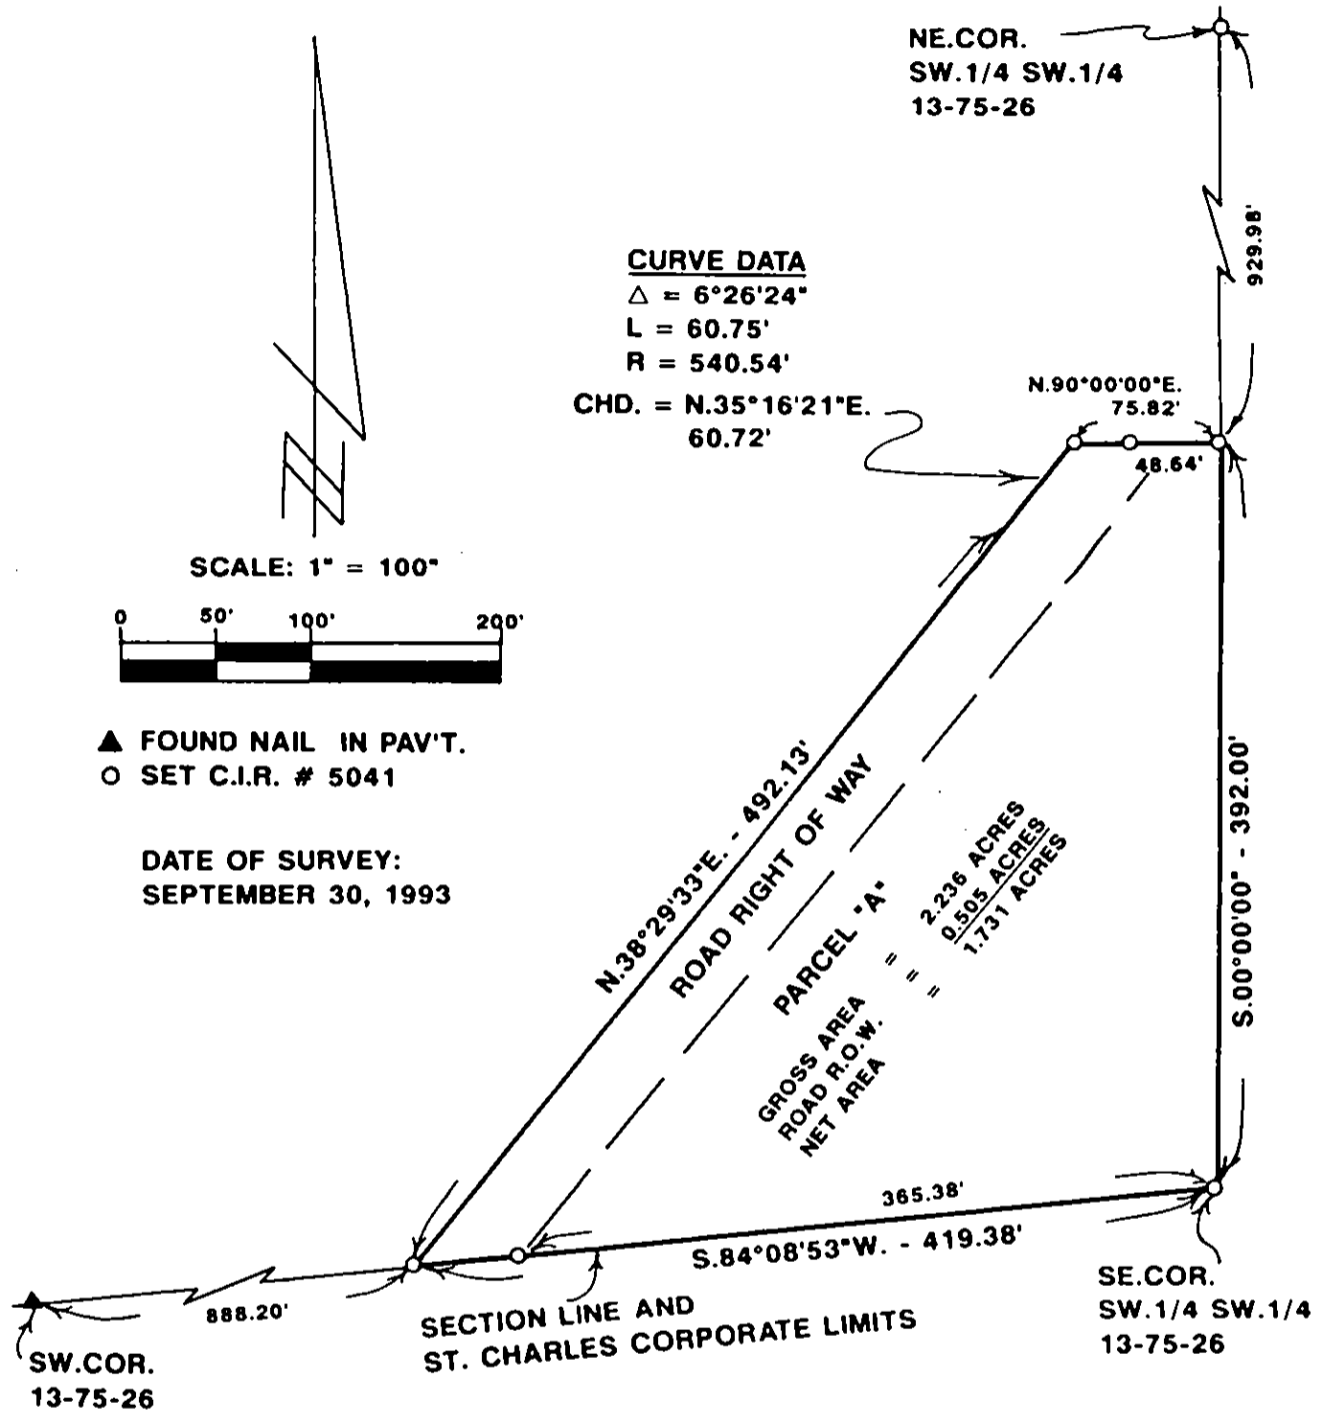 NE.COR.
SW.1/4 SW.1/4
13-75-26
929.98'
CURVE DATA
△ = 6°26'24"
L = 60.75'
R = 540.54'
CHD. = N.35°16'21"E.
60.72'
N.90°00'00"E.
75.82'
48.64'
SCALE: 1" = 100"
0 50' 100' 200'
▲ FOUND NAIL IN PAV'T.
○ SET C.I.R. # 5041
DATE OF SURVEY:
SEPTEMBER 30, 1993
N.38°29'33"E. - 492.13'
ROAD RIGHT OF WAY
PARCEL "A"
GROSS AREA = 2.236 ACRES
ROAD R.O.W. = 0.505 ACRES
NET AREA = 1.731 ACRES
S.00°00'00" - 392.00'
365.38'
S.84°08'53"W. - 419.38'
888.20'
SECTION LINE AND
ST. CHARLES CORPORATE LIMITS
SE.COR.
SW.1/4 SW.1/4
13-75-26
SW.COR.
13-75-26